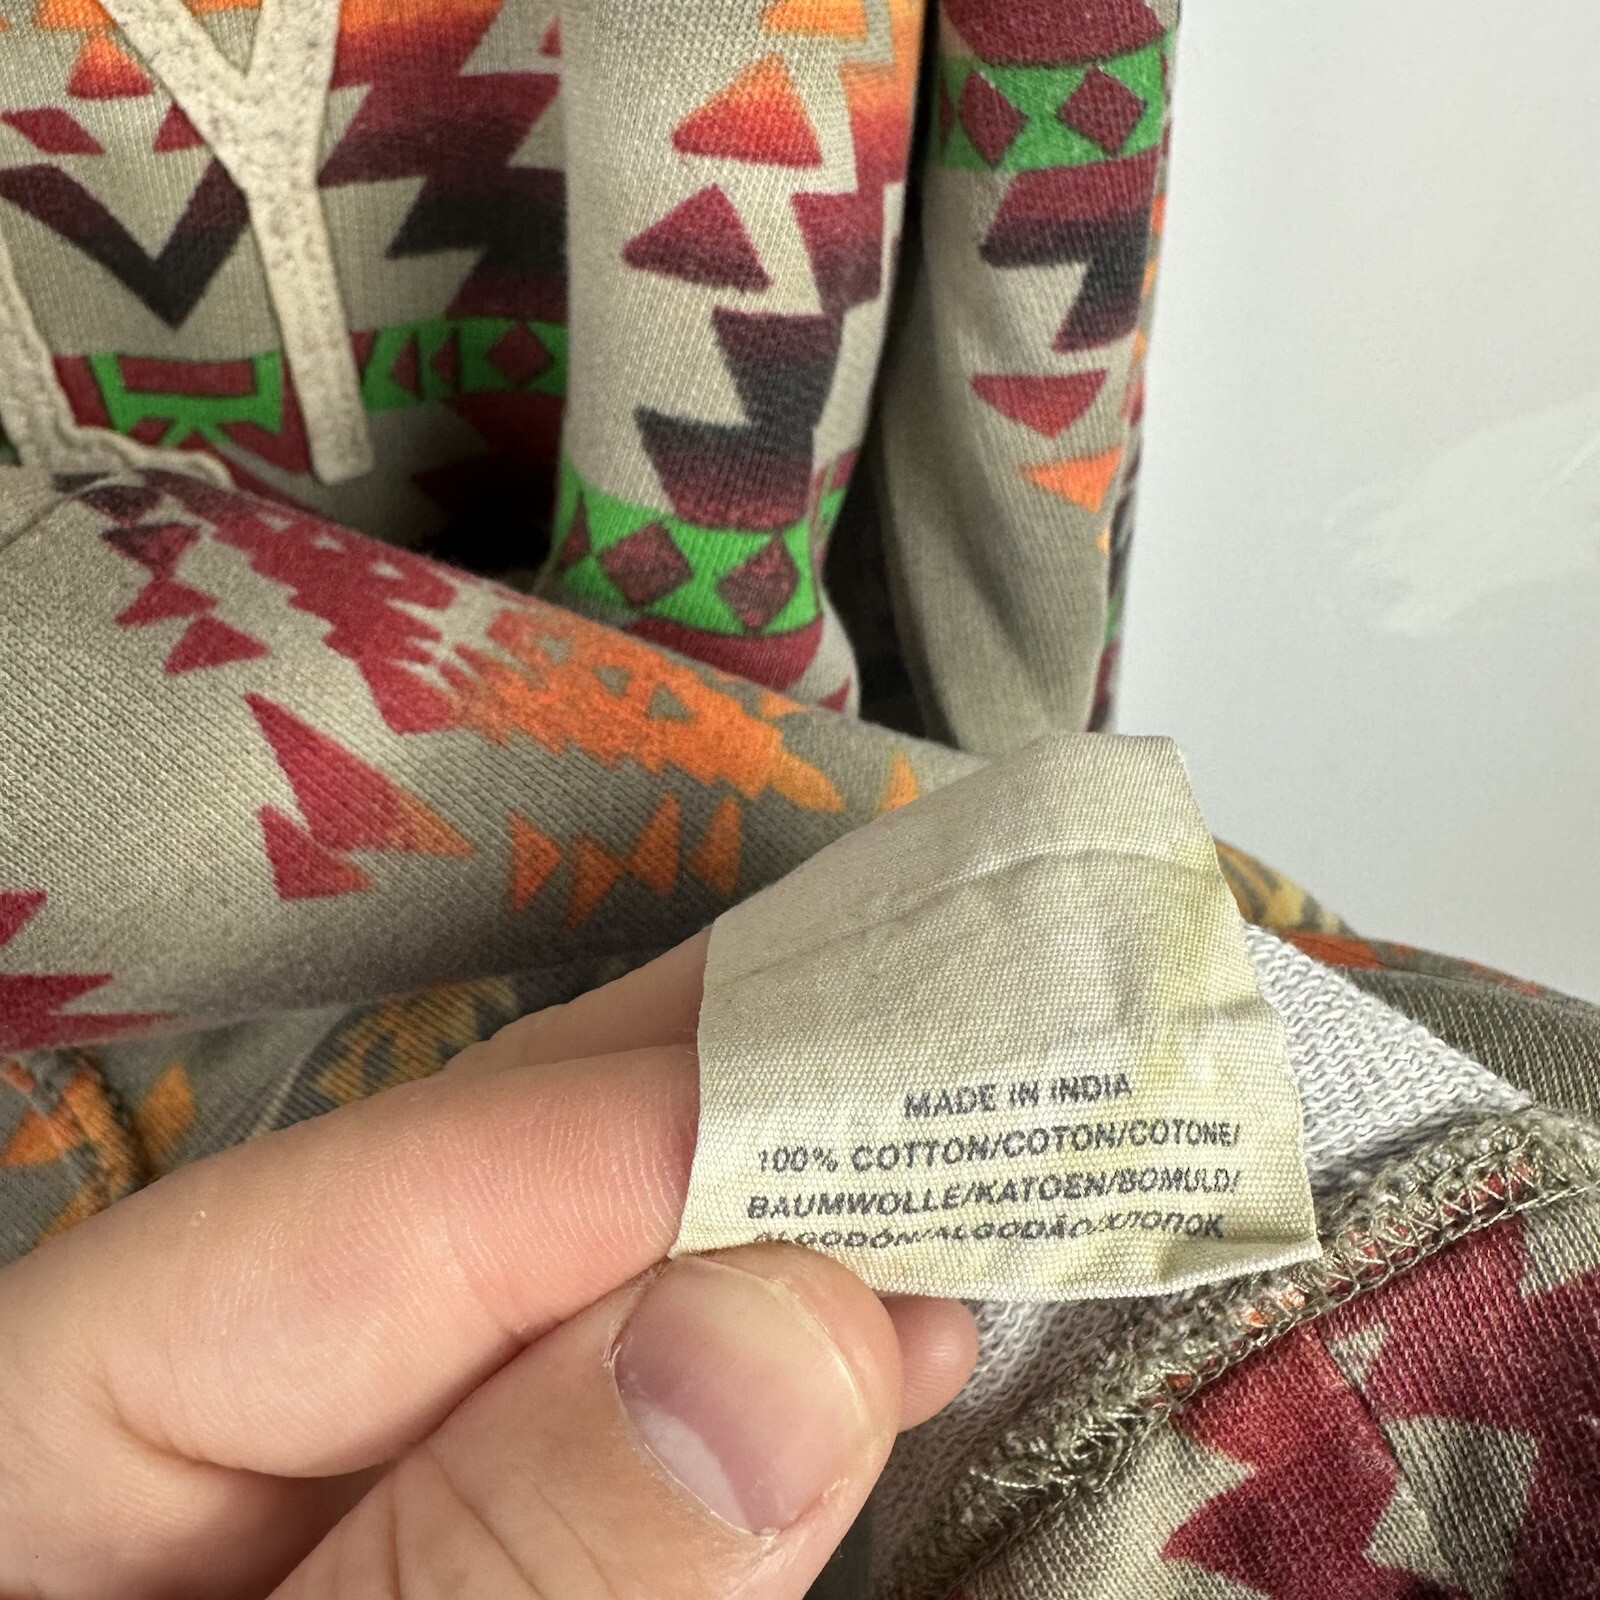 MADE IN INDIA
100% COTTON/COTON/COTONE/
BAUMWOLLE/KATOEN/BOMULD/
ALGODÓN/ALGODÃO/ХЛОПОК